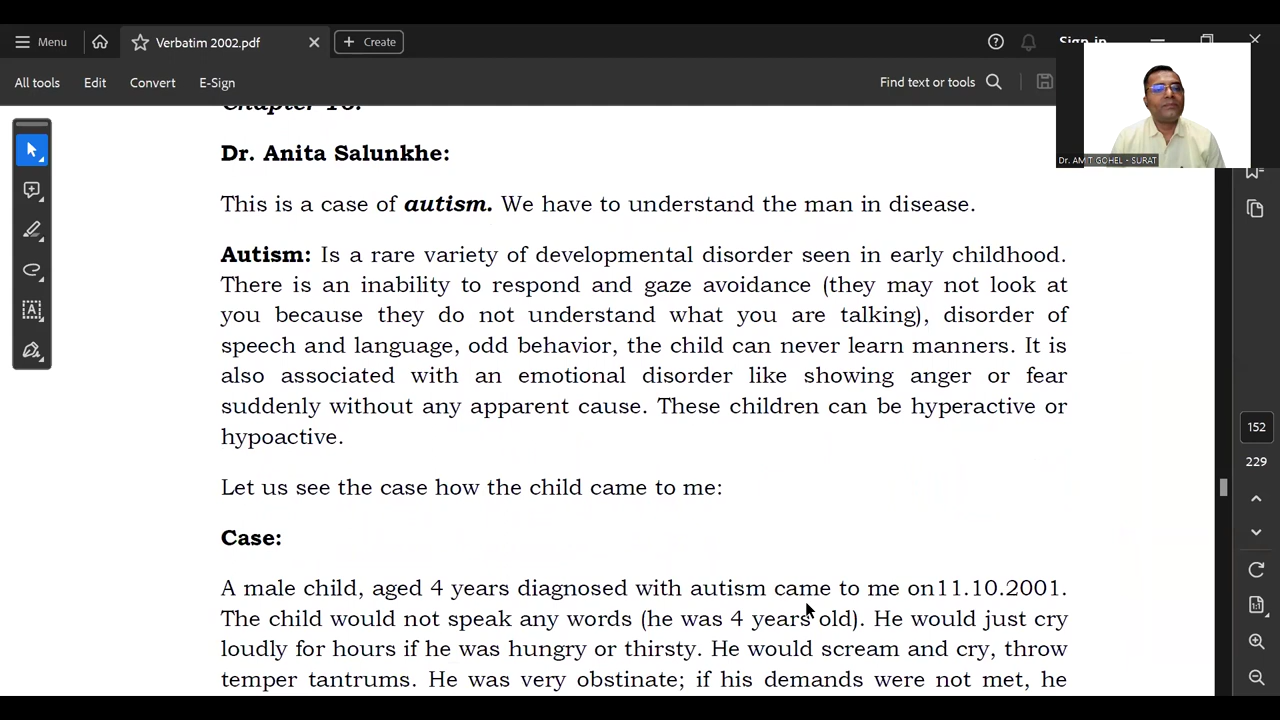 Menu
Verbatim 2002.pdf
Create
Sign in
All tools
Edit
Convert
E-Sign
Find text or tools
Dr. AMIT GOHEL - SURAT
Chapter 16:
Dr. Anita Salunkhe:
This is a case of autism. We have to understand the man in disease.
Autism: Is a rare variety of developmental disorder seen in early childhood.
There is an inability to respond and gaze avoidance (they may not look at
you because they do not understand what you are talking), disorder of
speech and language, odd behavior, the child can never learn manners. It is
also associated with an emotional disorder like showing anger or fear
suddenly without any apparent cause. These children can be hyperactive or
hypoactive.
Let us see the case how the child came to me:
Case:
A male child, aged 4 years diagnosed with autism came to me on11.10.2001.
The child would not speak any words (he was 4 years old). He would just cry
loudly for hours if he was hungry or thirsty. He would scream and cry, throw
temper tantrums. He was very obstinate; if his demands were not met, he
152
229